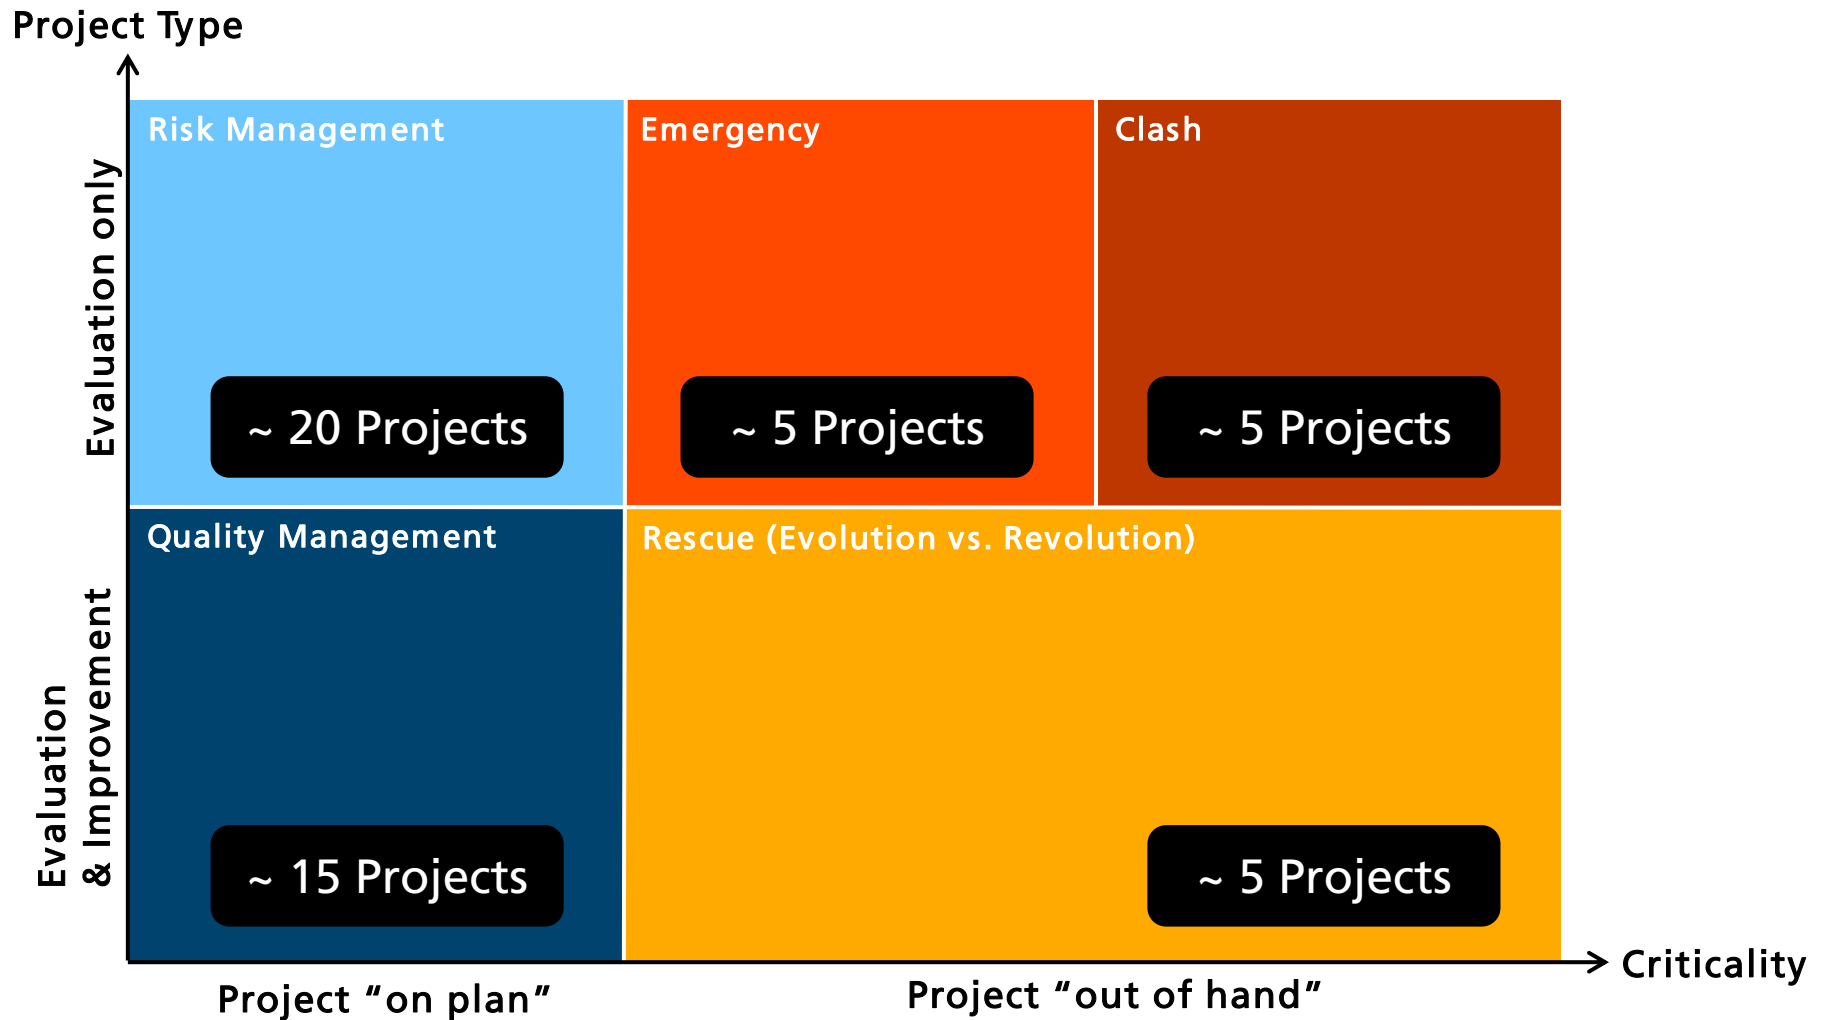 Project Type
Evaluation only
Risk Management
Emergency
Clash
~ 20 Projects
~ 5 Projects
~ 5 Projects
Evaluation
& Improvement
Quality Management
Rescue (Evolution vs. Revolution)
~ 15 Projects
~ 5 Projects
Criticality
Project “on plan”
Project “out of hand”